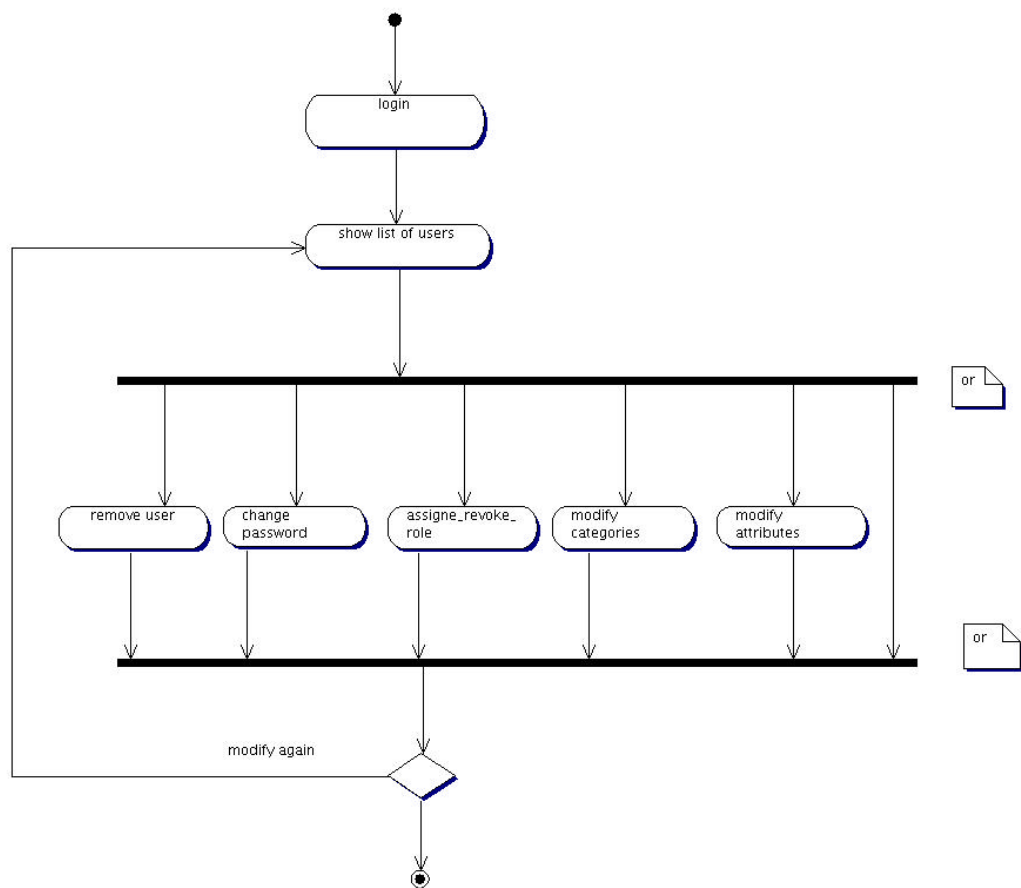 login
show list of users
or
remove user
change
password
assigne_revoke_
role
modify
categories
modify
attributes
or
modify again